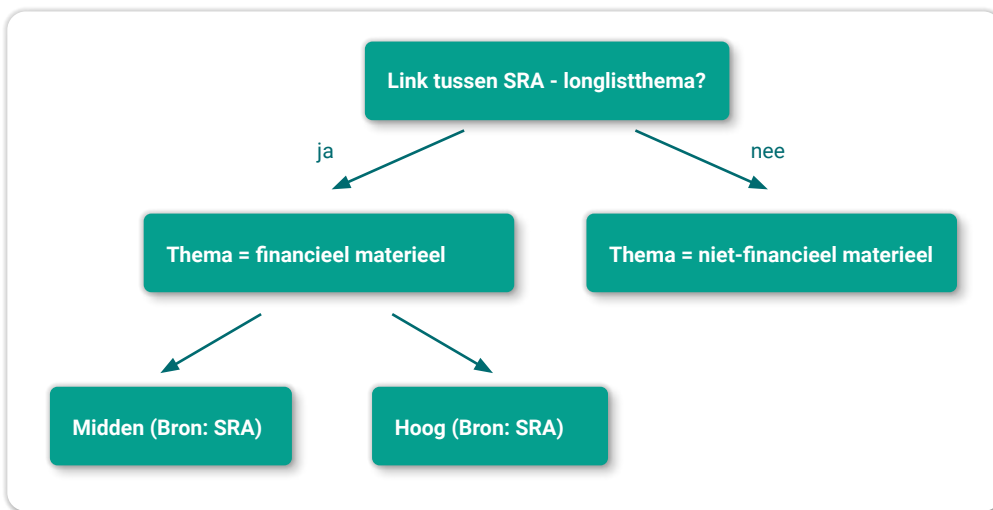 Link tussen SRA - longlistthema?
ja
nee
Thema = financieel materieel
Thema = niet-financieel materieel
Midden (Bron: SRA)
Hoog (Bron: SRA)